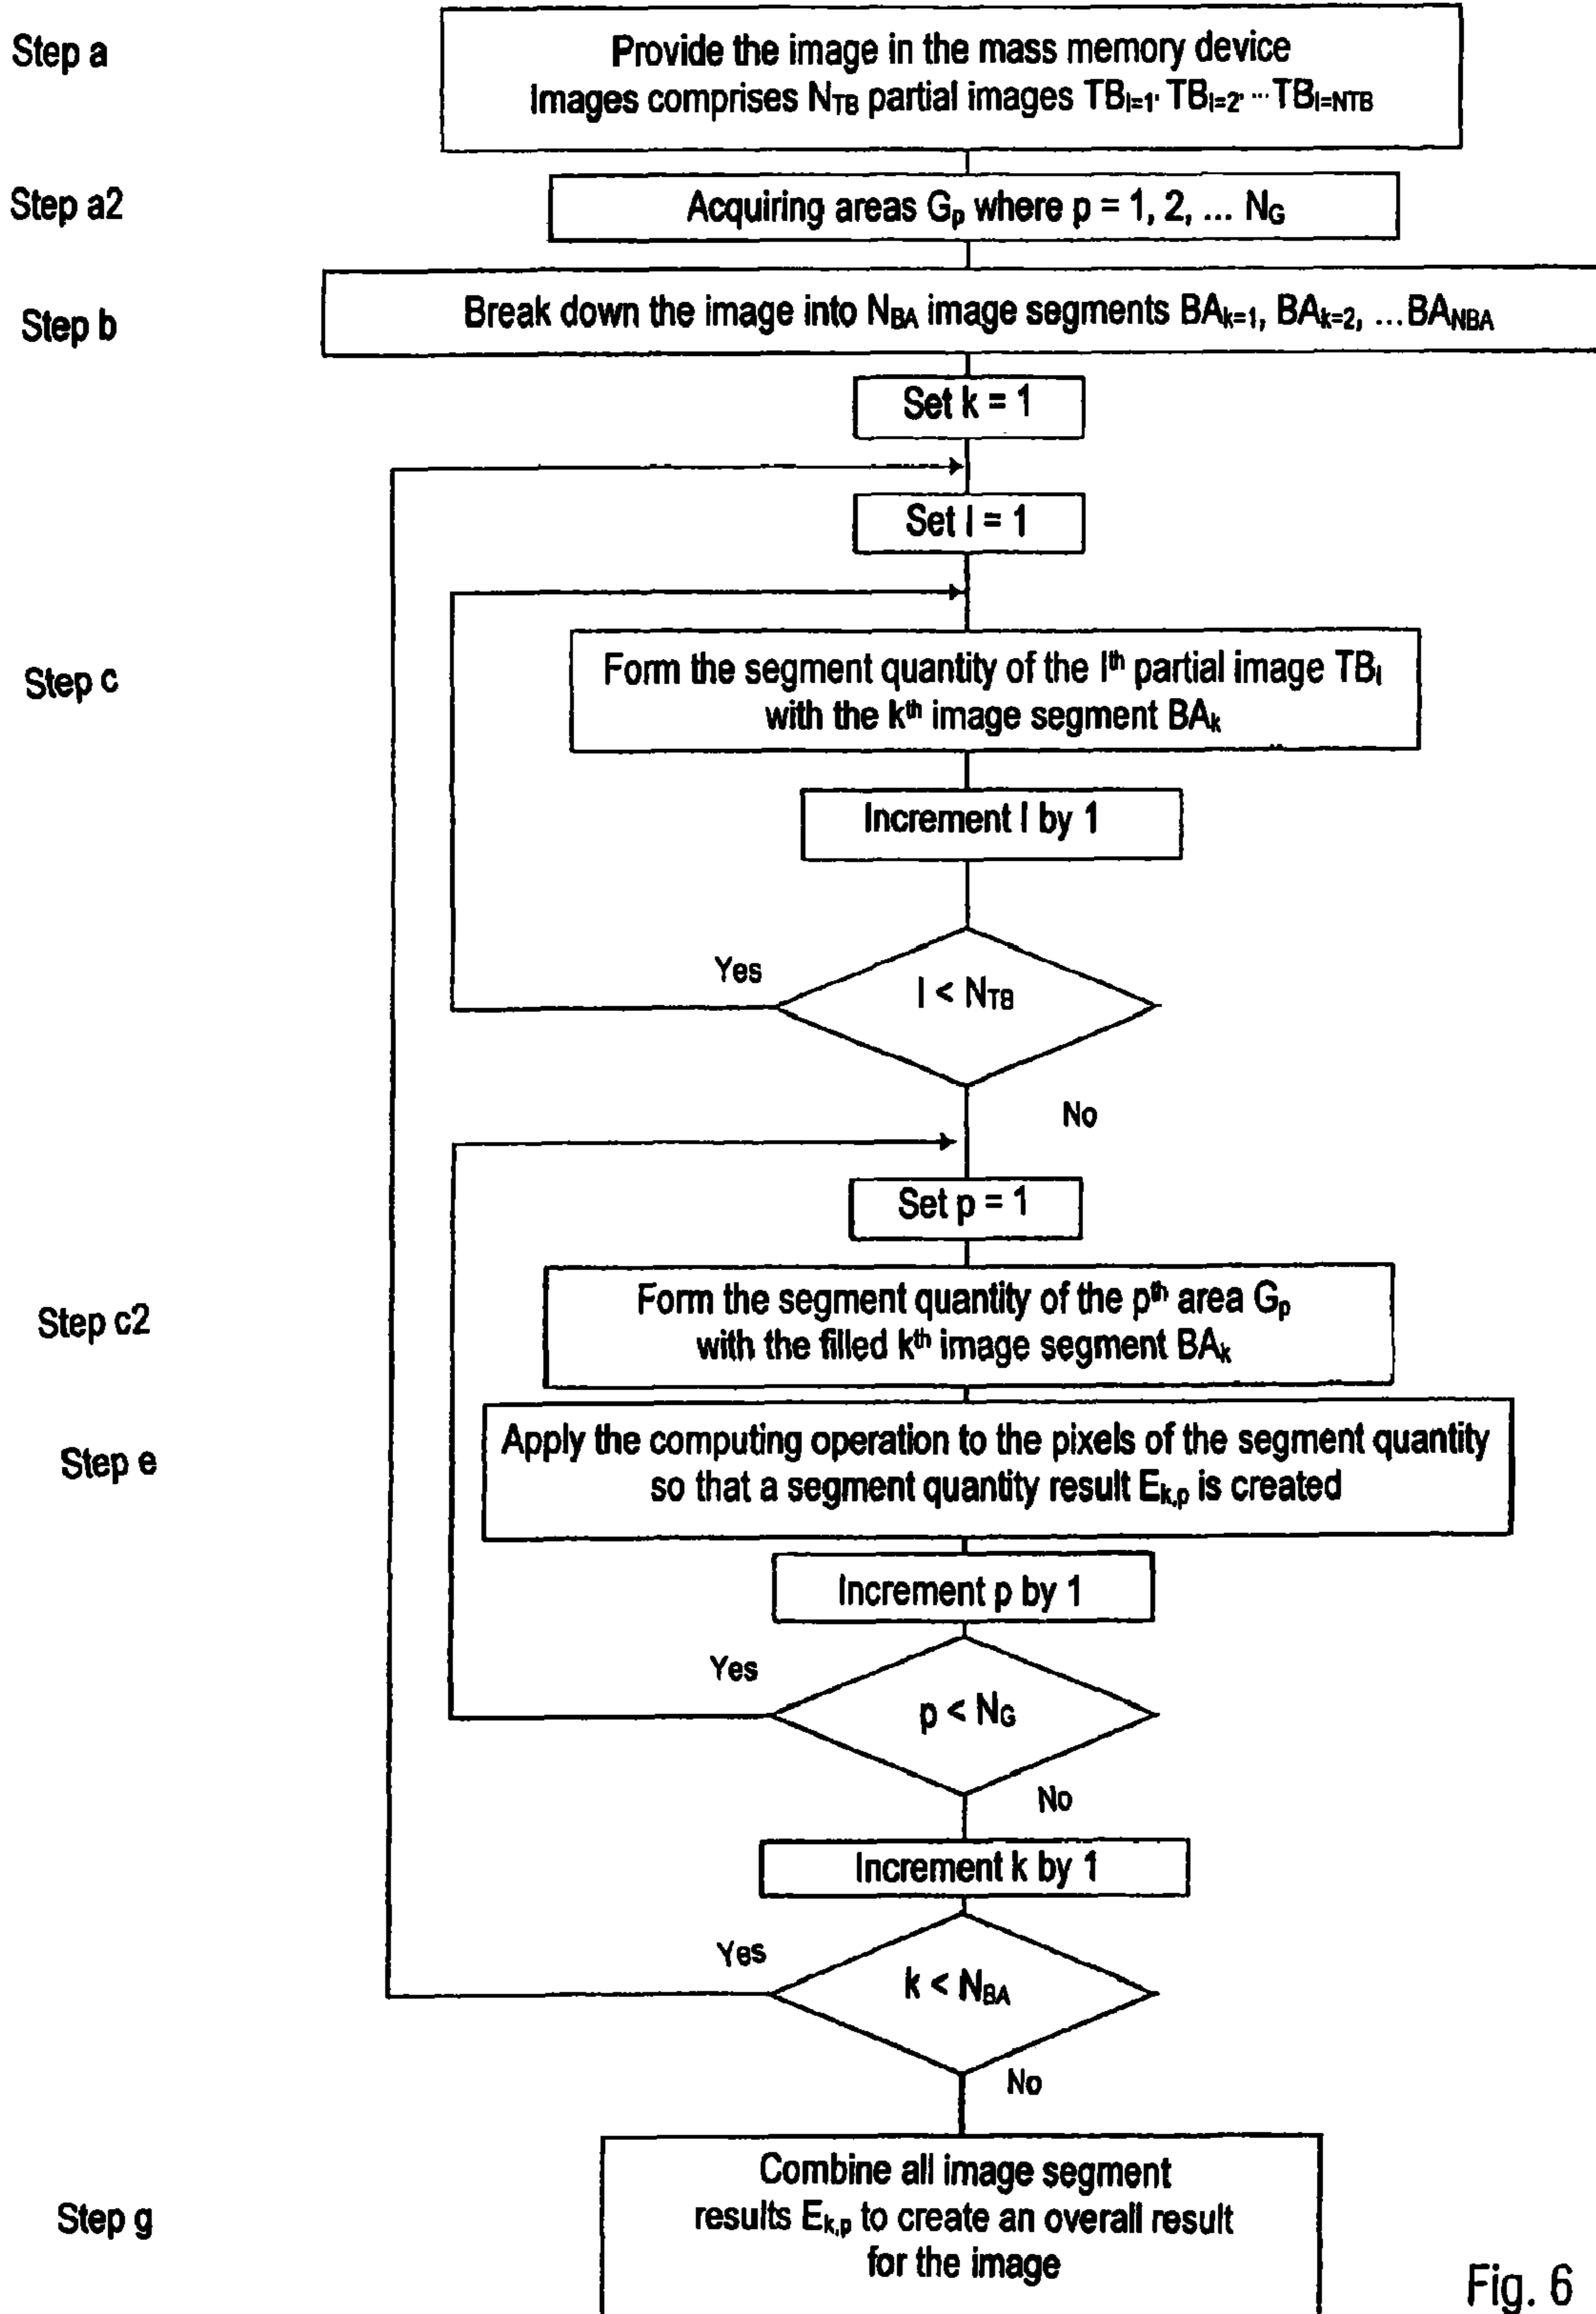 Step a
Provide the image in the mass memory device
Images comprises NTB partial images TBl=1, TBl=2, ... TBl=NTB
Step a2
Acquiring areas Gp where p = 1, 2, ... NG
Step b
Break down the image into NBA image segments BAk=1, BAk=2, ...BANBA
Set k = 1
Set l = 1
Step c
Form the segment quantity of the lth partial image TBl
with the kth image segment BAk
Increment l by 1
Yes
l < NTB
No
Set p = 1
Step c2
Form the segment quantity of the pth area Gp
with the filled kth image segment BAk
Step e
Apply the computing operation to the pixels of the segment quantity
so that a segment quantity result Ek,p is created
Increment p by 1
Yes
p < NG
No
Increment k by 1
Yes
k < NBA
No
Step g
Combine all image segment
results Ek,p to create an overall result
for the image
Fig. 6